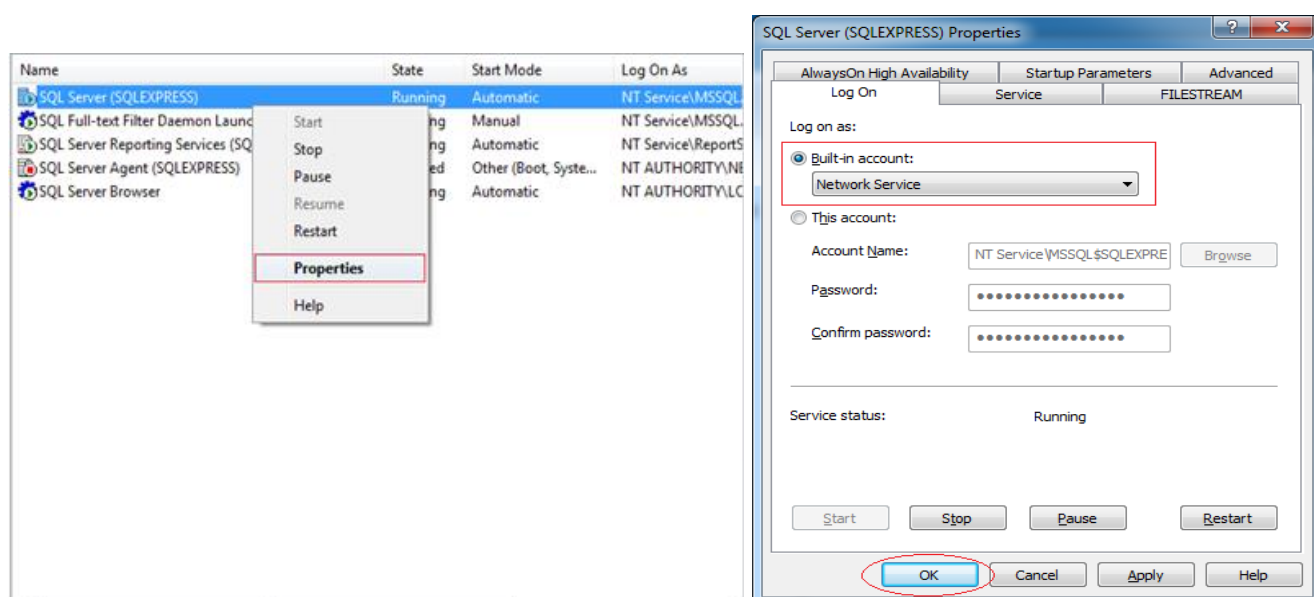 Name State Start Mode Log On As
SQL Server (SQLEXPRESS) Running Automatic NT Service\MSSQL
SQL Full-text Filter Daemon Launc ng Manual NT Service\MSSQL.
SQL Server Reporting Services (SQ ng Automatic NT Service\ReportS
SQL Server Agent (SQLEXPRESS) ed Other (Boot, Syste... NT AUTHORITY\NE
SQL Server Browser ng Automatic NT AUTHORITY\LC
Start
Stop
Pause
Resume
Restart
Properties
Help
SQL Server (SQLEXPRESS) Properties
AlwaysOn High Availability Startup Parameters Advanced
Log On Service FILESTREAM
Log on as:
Built-in account:
Network Service
This account:
Account Name: NT Service\MSSQL$SQLEXPRE Browse
Password: ●●●●●●●●●●●●●●●●
Confirm password: ●●●●●●●●●●●●●●●●
Service status: Running
Start Stop Pause Restart
OK Cancel Apply Help